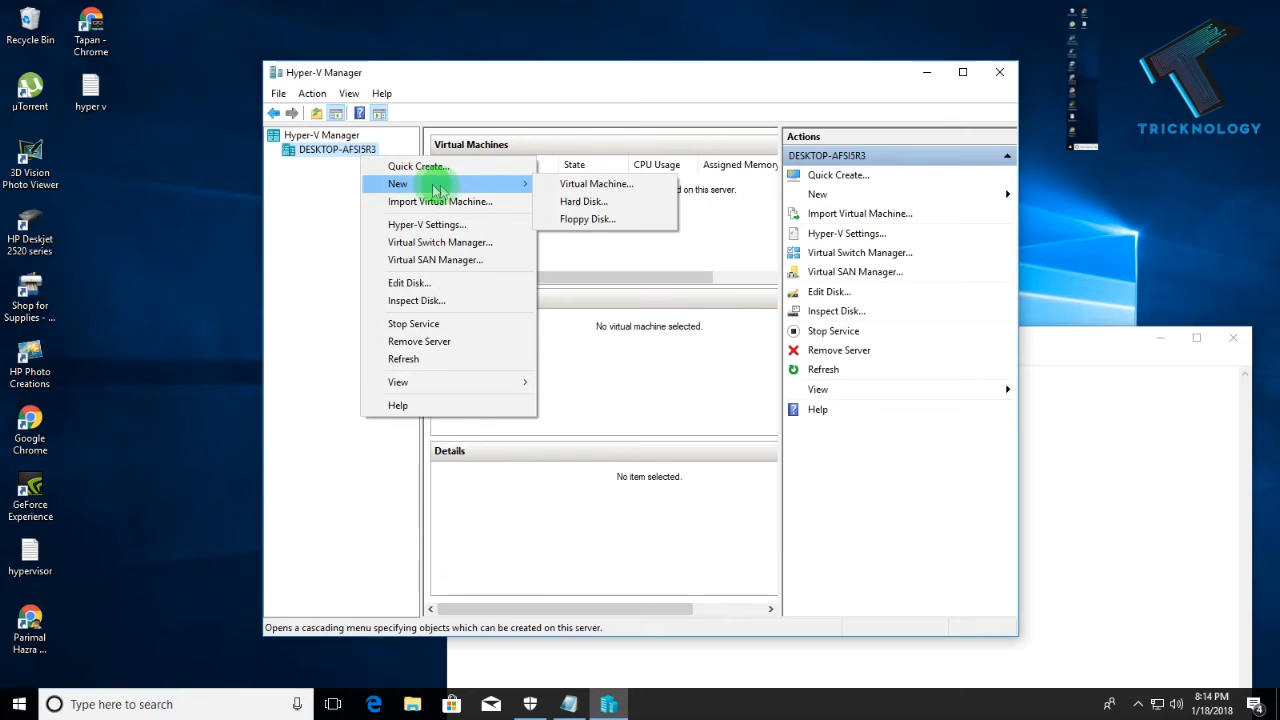 Recycle Bin
Tapan -
Chrome
µTorrent
hyper v
3D Vision
Photo Viewer
HP Deskjet
2520 series
Shop for
Supplies - ...
HP Photo
Creations
Google
Chrome
GeForce
Experience
hypervisor
Parimal
Hazra ...
TRICKNOLOGY
Hyper-V Manager
File Action View Help
Hyper-V Manager
DESKTOP-AFSI5R3
Quick Create...
New
Import Virtual Machine...
Hyper-V Settings...
Virtual Switch Manager...
Virtual SAN Manager...
Edit Disk...
Inspect Disk...
Stop Service
Remove Server
Refresh
View
Help
Virtual Machine...
Hard Disk...
Floppy Disk...
Virtual Machines
State CPU Usage Assigned Memory
d on this server.
No virtual machine selected.
Details
No item selected.
Actions
DESKTOP-AFSI5R3
Quick Create...
New
Import Virtual Machine...
Hyper-V Settings...
Virtual Switch Manager...
Virtual SAN Manager...
Edit Disk...
Inspect Disk...
Stop Service
Remove Server
Refresh
View
Help
Opens a cascading menu specifying objects which can be created on this server.
Type here to search
8:14 PM
1/18/2018
4